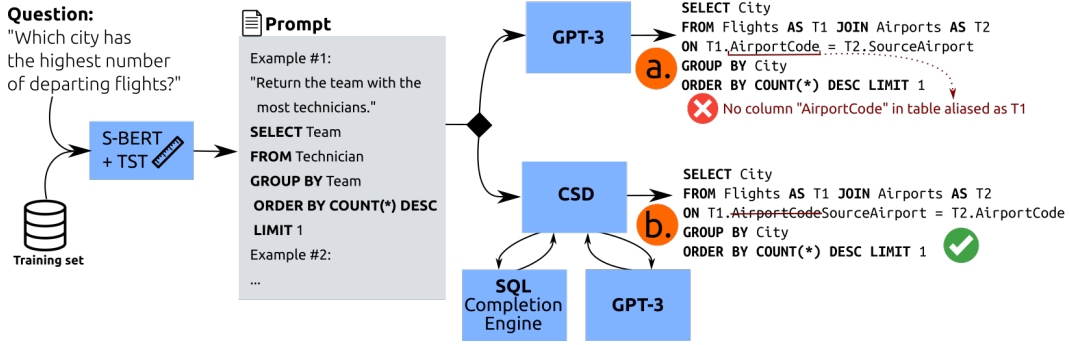 Question:
"Which city has
the highest number
of departing flights?"
S-BERT
+ TST
Training set
Prompt
Example #1:
"Return the team with the
most technicians."
SELECT Team
FROM Technician
GROUP BY Team
ORDER BY COUNT(*) DESC
LIMIT 1
Example #2:
...
GPT-3
a.
SELECT City
FROM Flights AS T1 JOIN Airports AS T2
ON T1.AirportCode = T2.SourceAirport
GROUP BY City
ORDER BY COUNT(*) DESC LIMIT 1
No column "AirportCode" in table aliased as T1
CSD
b.
SQL
Completion
Engine
GPT-3
SELECT City
FROM Flights AS T1 JOIN Airports AS T2
ON T1.AirportCodeSourceAirport = T2.AirportCode
GROUP BY City
ORDER BY COUNT(*) DESC LIMIT 1